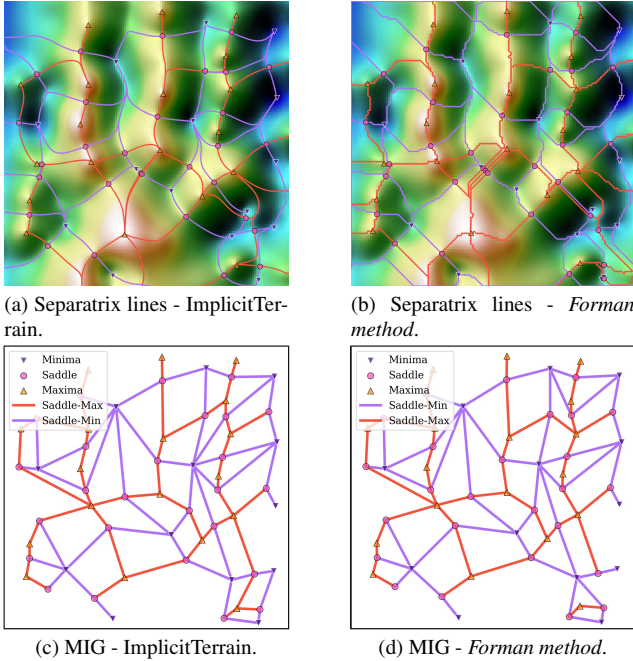 (a) Separatrix lines - ImplicitTer-
rain.
(b) Separatrix lines - Forman
method.
Minima
Saddle
Maxima
Saddle-Max
Saddle-Min
Minima
Saddle
Maxima
Saddle-Min
Saddle-Max
(c) MIG - ImplicitTerrain.
(d) MIG - Forman method.